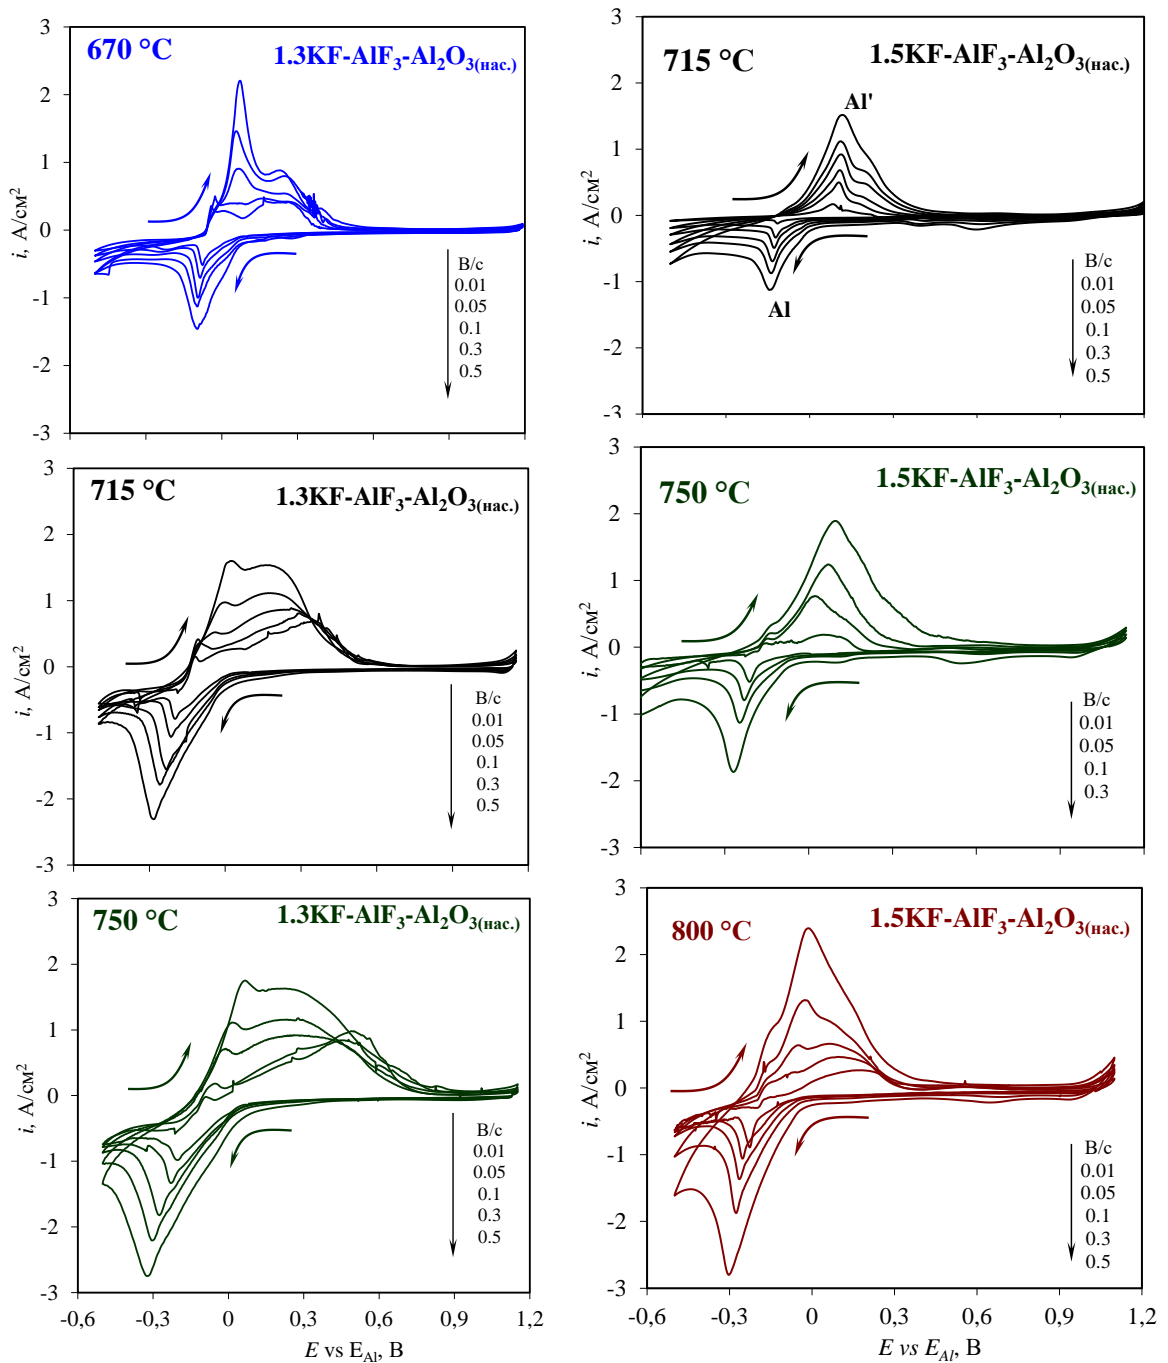 670 °C
1.3KF-AlF₃-Al₂O₃(нас.)
3
2
1
0
-1
-2
-3
i, А/см²
В/с
0.01
0.05
0.1
0.3
0.5
715 °C
1.5KF-AlF₃-Al₂O₃(нас.)
Al'
Al
3
2
1
0
-1
-2
-3
i, А/см²
В/с
0.01
0.05
0.1
0.3
0.5
715 °C
1.3KF-AlF₃-Al₂O₃(нас.)
3
2
1
0
-1
-2
-3
i, А/см²
В/с
0.01
0.05
0.1
0.3
0.5
750 °C
1.5KF-AlF₃-Al₂O₃(нас.)
3
2
1
0
-1
-2
-3
i, А/см²
В/с
0.01
0.05
0.1
0.3
750 °C
1.3KF-AlF₃-Al₂O₃(нас.)
3
2
1
0
-1
-2
-3
i, А/см²
В/с
0.01
0.05
0.1
0.3
0.5
-0,6 -0,3 0 0,3 0,6 0,9 1,2
E vs E_Al, В
800 °C
1.5KF-AlF₃-Al₂O₃(нас.)
3
2
1
0
-1
-2
-3
i, А/см²
В/с
0.01
0.05
0.1
0.3
0.5
-0,6 -0,3 0 0,3 0,6 0,9 1,2
E vs E_Al, В